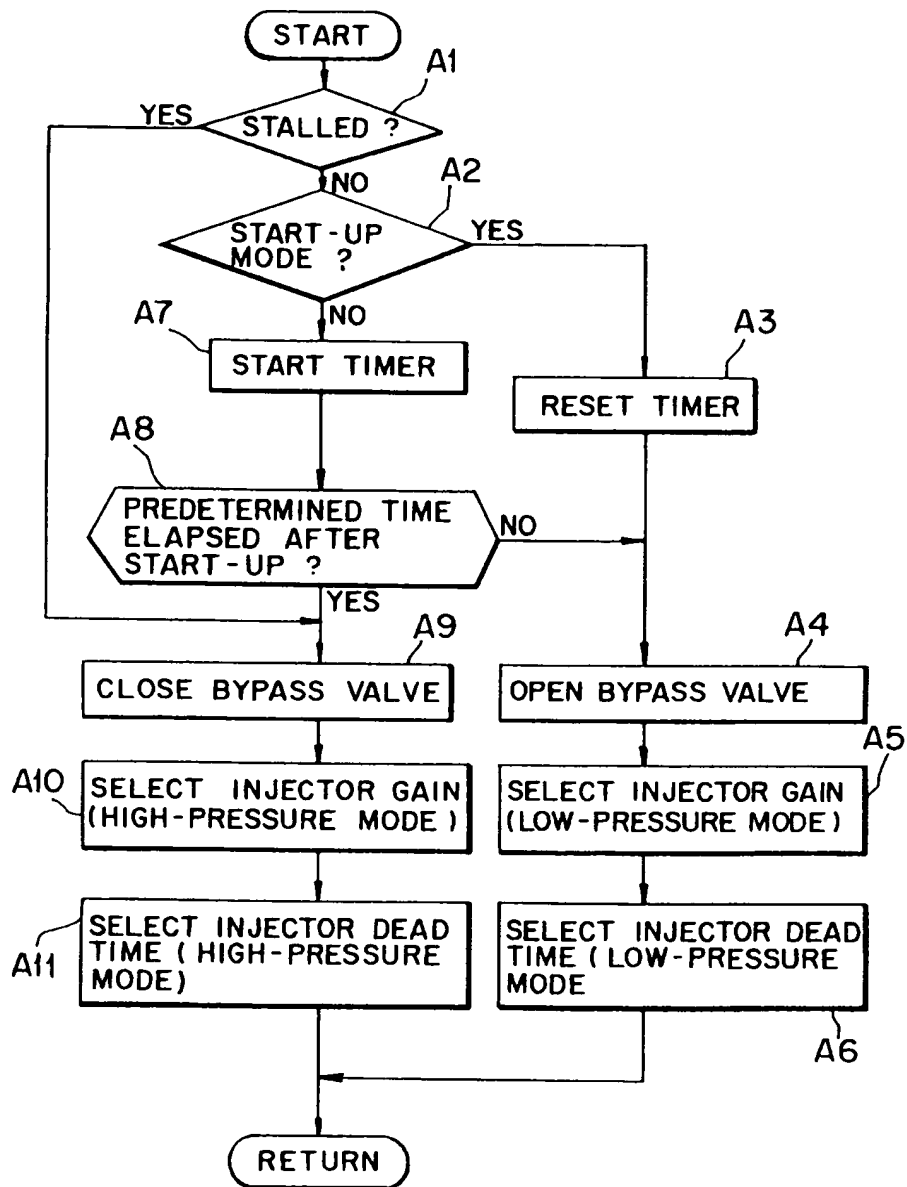 START
A1
YES
STALLED ?
NO
A2
START-UP
MODE ?
YES
NO
A7
START TIMER
A3
RESET TIMER
A8
PREDETERMINED TIME
ELAPSED AFTER
START-UP ?
NO
YES
A9
CLOSE BYPASS VALVE
A4
OPEN BYPASS VALVE
A10
SELECT INJECTOR GAIN
(HIGH-PRESSURE MODE)
A5
SELECT INJECTOR GAIN
(LOW-PRESSURE MODE)
A11
SELECT INJECTOR DEAD
TIME (HIGH-PRESSURE
MODE)
SELECT INJECTOR DEAD
TIME (LOW-PRESSURE
MODE
A6
RETURN